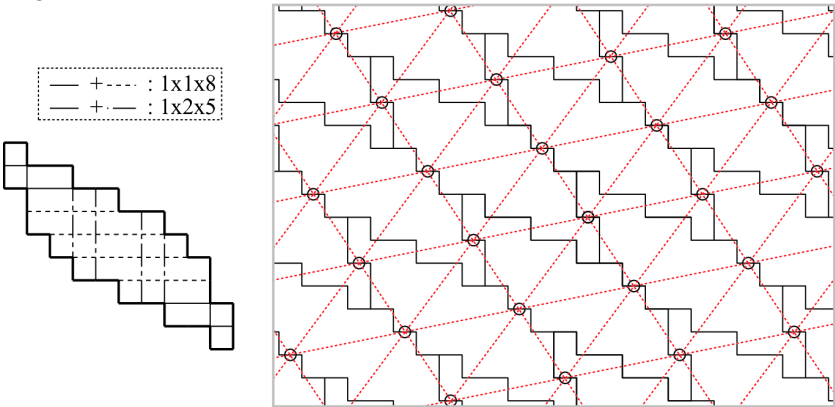 —— + ---- : 1x1x8
—— + -·— : 1x2x5